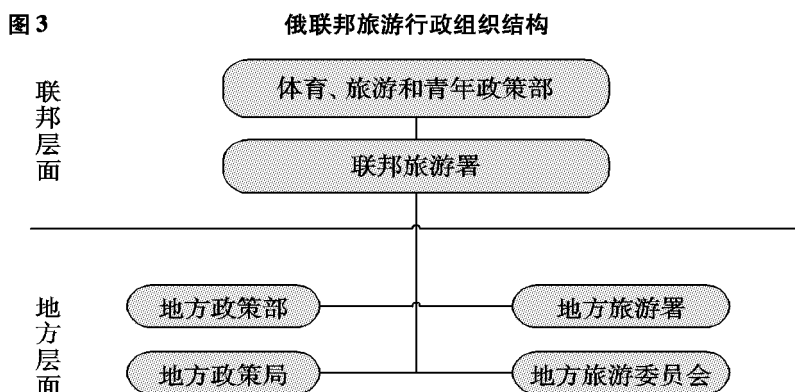 图3 俄联邦旅游行政组织结构
联邦层面
体育、旅游和青年政策部
联邦旅游署
地方层面
地方政策部 地方旅游署
地方政策局 地方旅游委员会